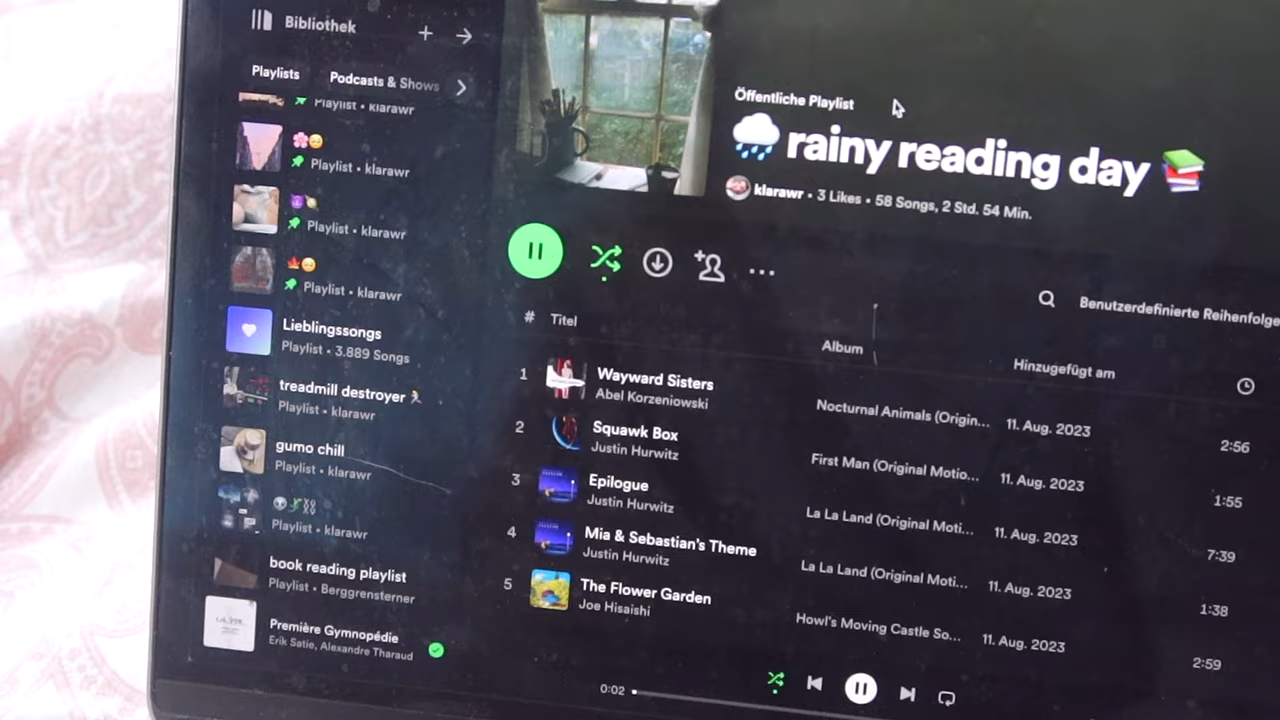 Bibliothek
Playlists
Podcasts & Shows
Playlist • klarawr
🌸🥹
Playlist • klarawr
Playlist • klarawr
🍁🥹
Playlist • klarawr
Lieblingssongs
Playlist • 3.889 Songs
treadmill destroyer
Playlist • klarawr
gumo chill
Playlist • klarawr
Playlist • klarawr
book reading playlist
Playlist • Berggrensterner
Première Gymnopédie
Erik Satie, Alexandre Tharaud
Öffentliche Playlist
🌧️ rainy reading day 📚
klarawr • 3 Likes • 58 Songs, 2 Std. 54 Min.
Benutzerdefinierte Reihenfolge
# Titel Album Hinzugefügt am
1 Wayward Sisters Nocturnal Animals (Origin... 11. Aug. 2023 2:56
Abel Korzeniowski
2 Squawk Box First Man (Original Motio... 11. Aug. 2023 1:55
Justin Hurwitz
3 Epilogue La La Land (Original Moti... 11. Aug. 2023 7:39
Justin Hurwitz
4 Mia & Sebastian's Theme La La Land (Original Moti... 11. Aug. 2023 1:38
Justin Hurwitz
5 The Flower Garden Howl's Moving Castle So... 11. Aug. 2023 2:59
Joe Hisaishi
0:02